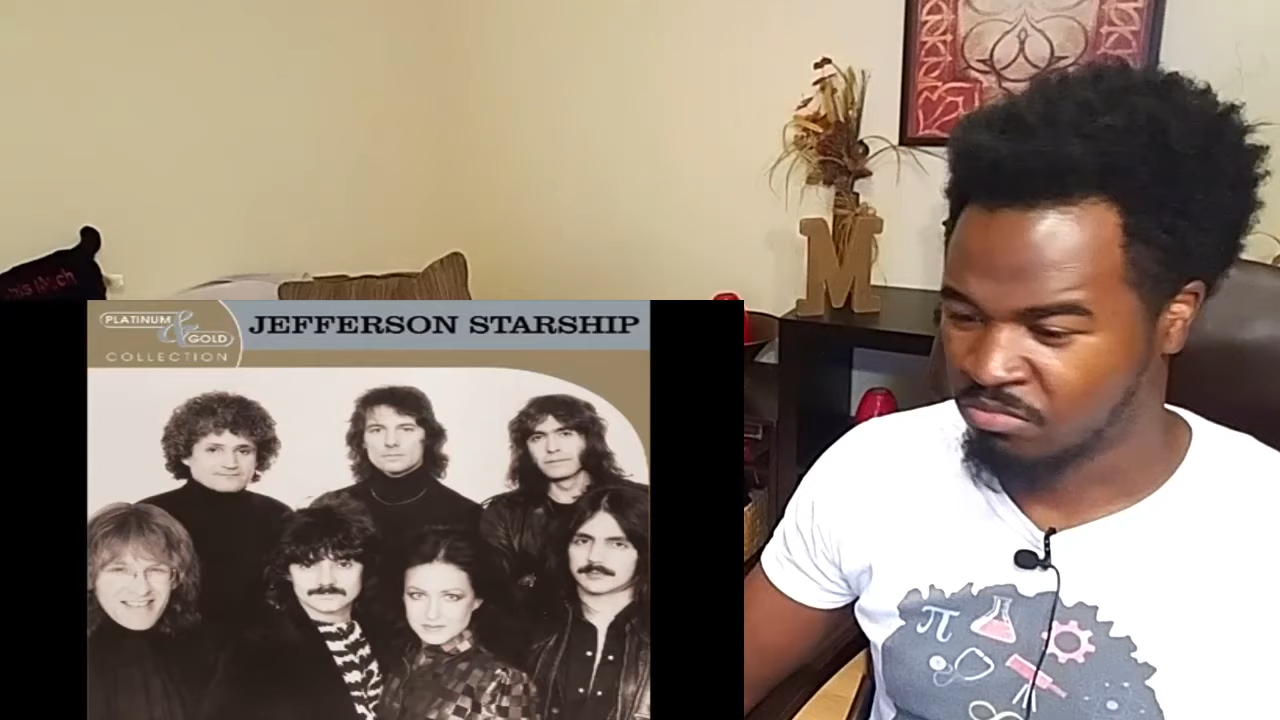 PLATINUM
&
GOLD
COLLECTION
JEFFERSON STARSHIP
M
π